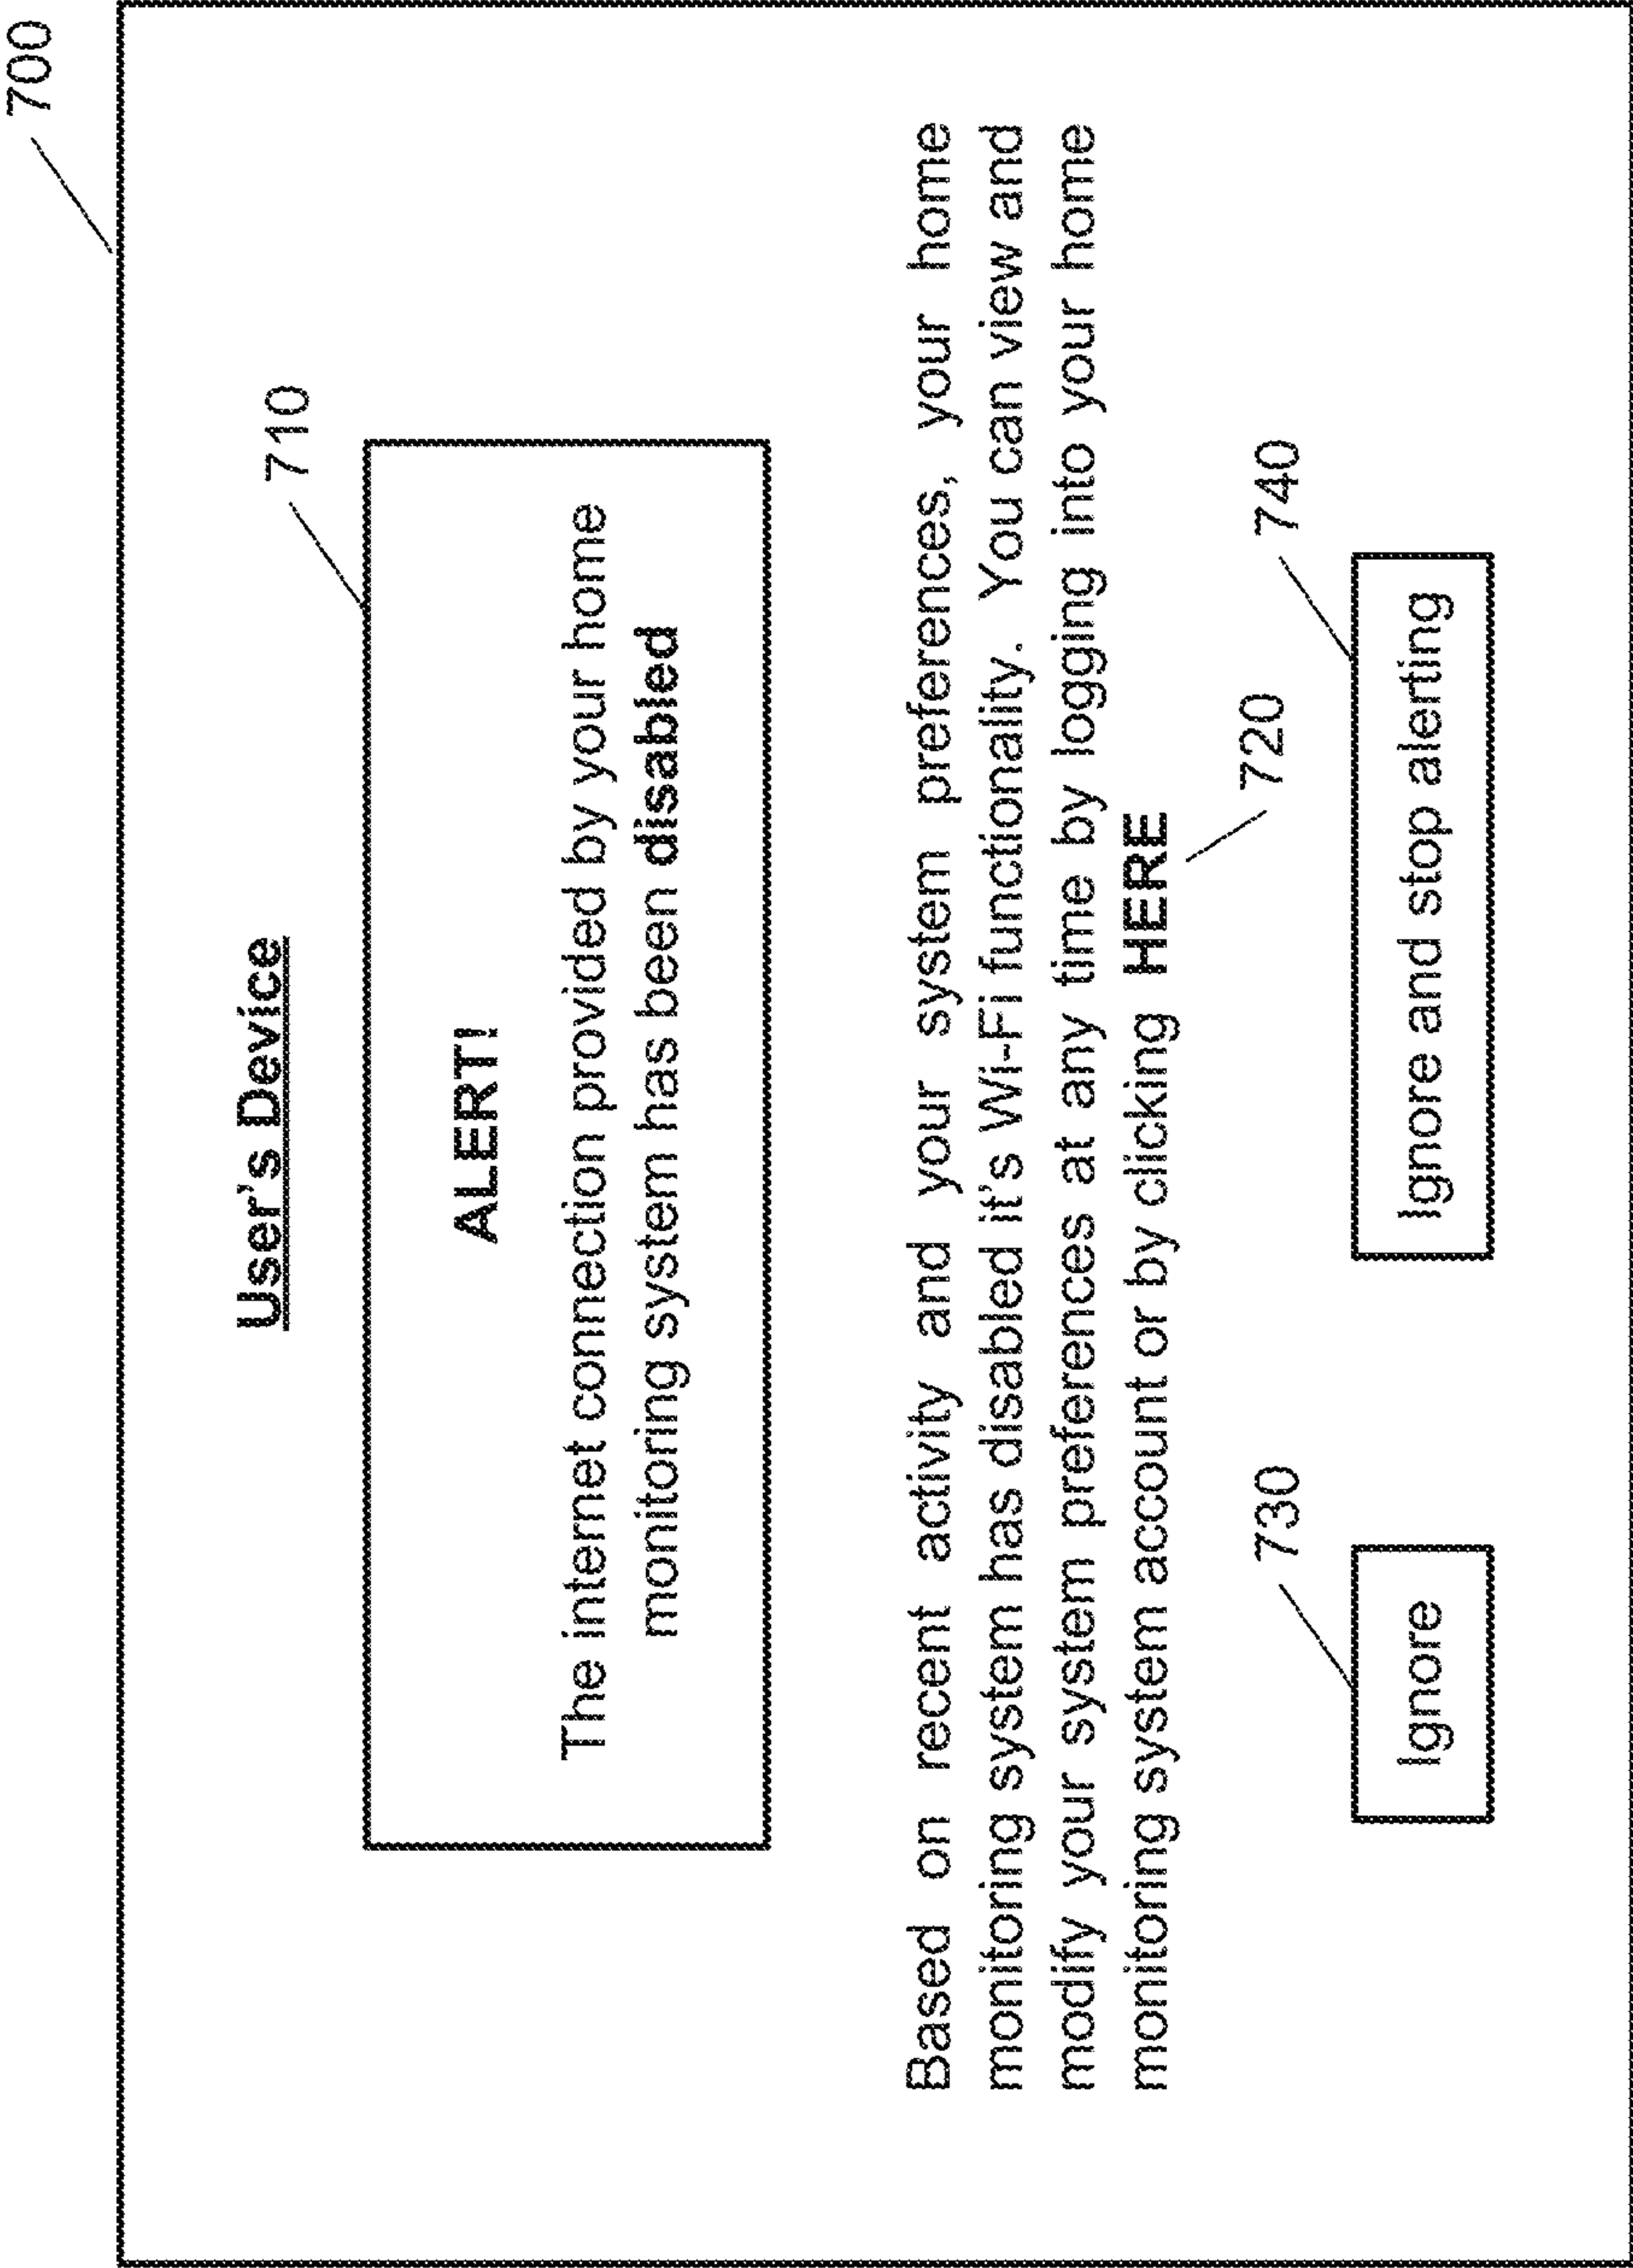 700
User's Device
710
ALERT!
The internet connection provided by your home
monitoring system has been disabled
Based on recent activity and your system preferences, your home
monitoring system has disabled it's Wi-Fi functionality. You can view and
modify your system preferences at any time by logging into your home
monitoring system account or by clicking HERE
720
730
740
Ignore
Ignore and stop alerting